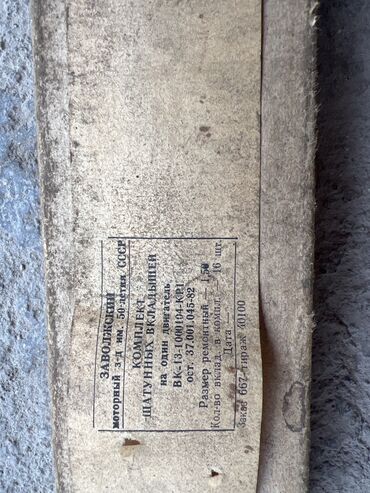 ЗАВОЛЖСКИЙ
моторный з-д им. 50-летия СССР
КОМПЛЕКТ
ШАТУННЫХ ВКЛАДЫШЕЙ
на один двигатель
ВК-13-1000104-КР1
ост. 37.001.045-82
Размер ремонтный — 1,50
Кол-во вклад. в компл. 16 шт.
Дата —
Заказ 667 тираж 40100